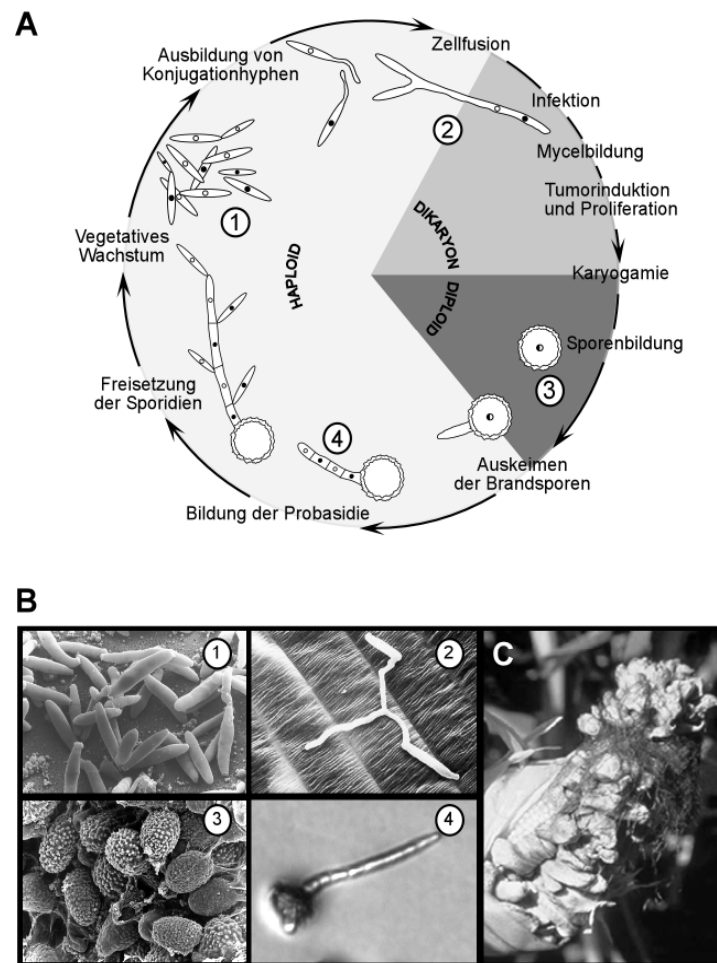 A
Ausbildung von
Konjugationhyphen
Zellfusion
Infektion
Mycelbildung
Tumorinduktion
und Proliferation
Karyogamie
Sporenbildung
Auskeimen
der Brandsporen
Bildung der Probasidie
Freisetzung
der Sporidien
Vegetatives
Wachstum
HAPLOID
DIKARYON
DIPLOID
1
2
3
4
B
1
2
3
4
C